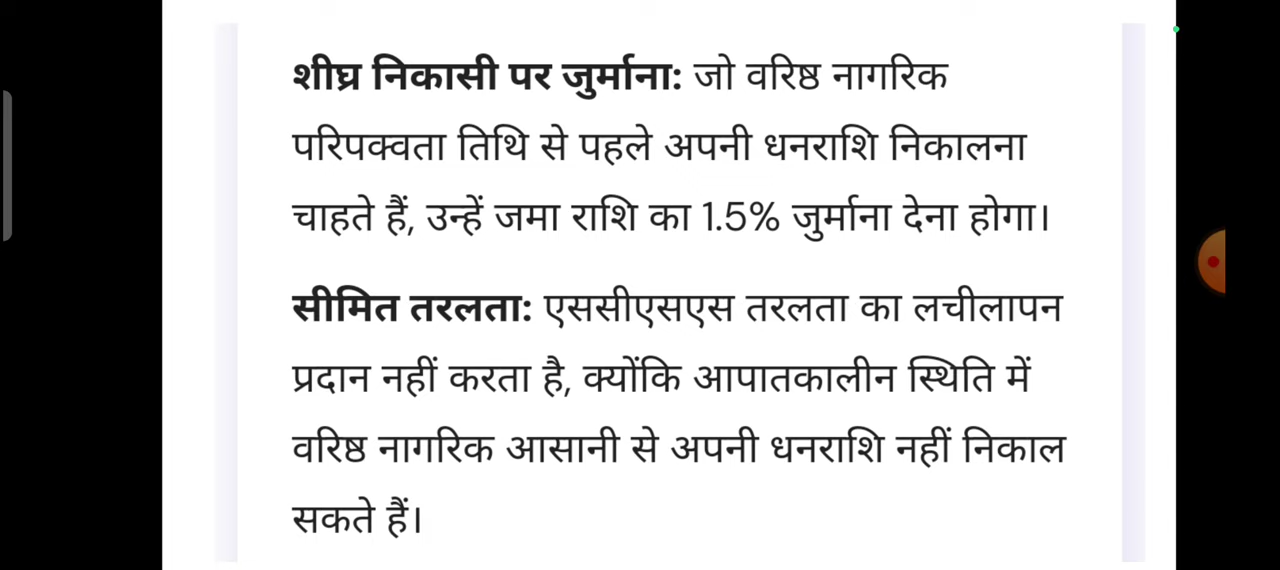 शीघ्र निकासी पर जुर्माना: जो वरिष्ठ नागरिक
परिपक्वता तिथि से पहले अपनी धनराशि निकालना
चाहते हैं, उन्हें जमा राशि का 1.5% जुर्माना देना होगा।
सीमित तरलता: एससीएसएस तरलता का लचीलापन
प्रदान नहीं करता है, क्योंकि आपातकालीन स्थिति में
वरिष्ठ नागरिक आसानी से अपनी धनराशि नहीं निकाल
सकते हैं।